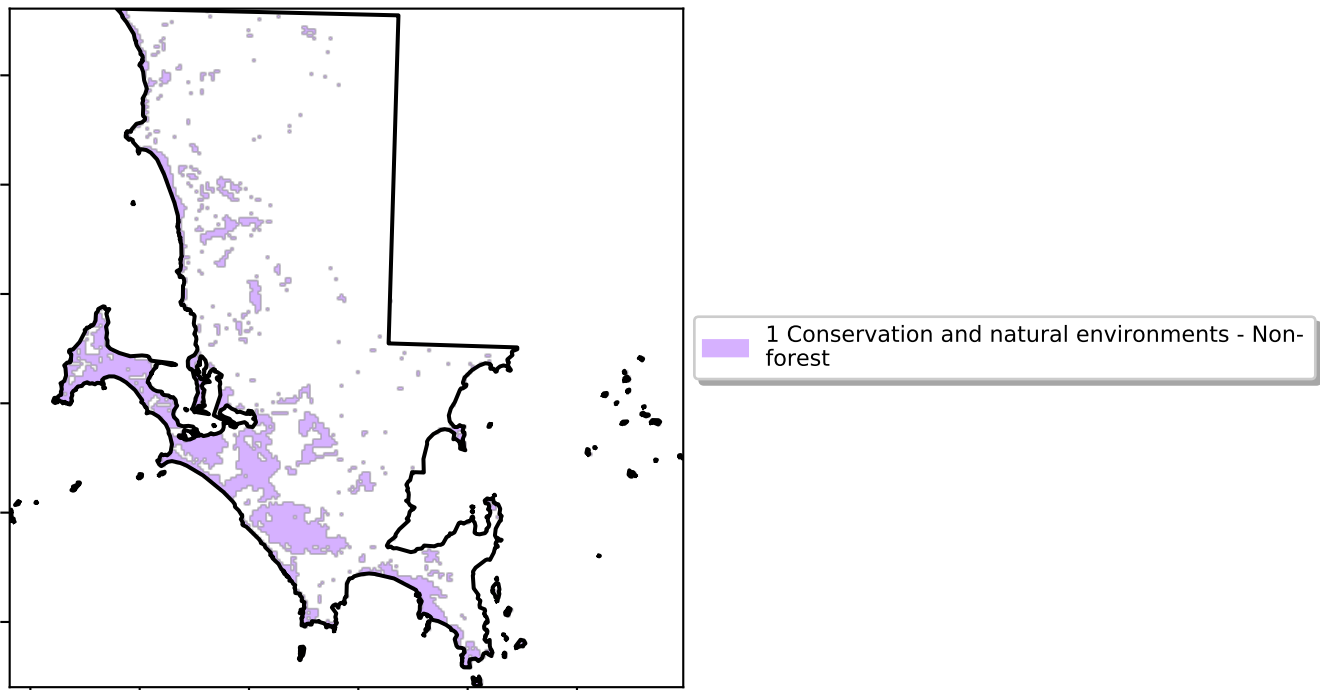 1 Conservation and natural environments - Non-
forest